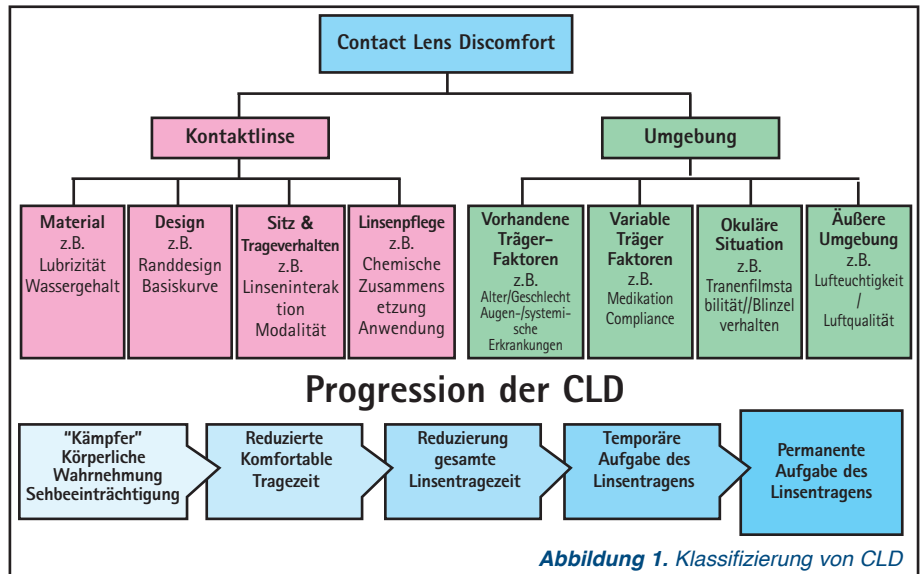 Contact Lens Discomfort
Kontaktlinse
Umgebung
Material
z.B.
Lubrizität
Wassergehalt
Design
z.B.
Randdesign
Basiskurve
Sitz &
Trageverhalten
z.B.
Linseninterak
tion
Modalität
Linsenpflege
z.B.
Chemische
Zusammens
etzung
Anwendung
Vorhandene
Träger-
Faktoren
z.B.
Alter/Geschlecht
Augen-/systemi-
sche
Erkrankungen
Variable
Träger
Faktoren
z.B.
Medikation
Compliance
Okuläre
Situation
z.B.
Tranenfilmsta
bilität//Blinzel
verhalten
Äußere
Umgebung
z.B.
Lufteuchtigkeit
/
Luftqualität
Progression der CLD
"Kämpfer"
Körperliche
Wahrnehmung
Sehbeeinträchtigung
Reduzierte
Komfortable
Tragezeit
Reduzierung
gesamte
Linsentragezeit
Temporäre
Aufgabe des
Linsentragens
Permanente
Aufgabe des
Linsentragens
Abbildung 1. Klassifizierung von CLD